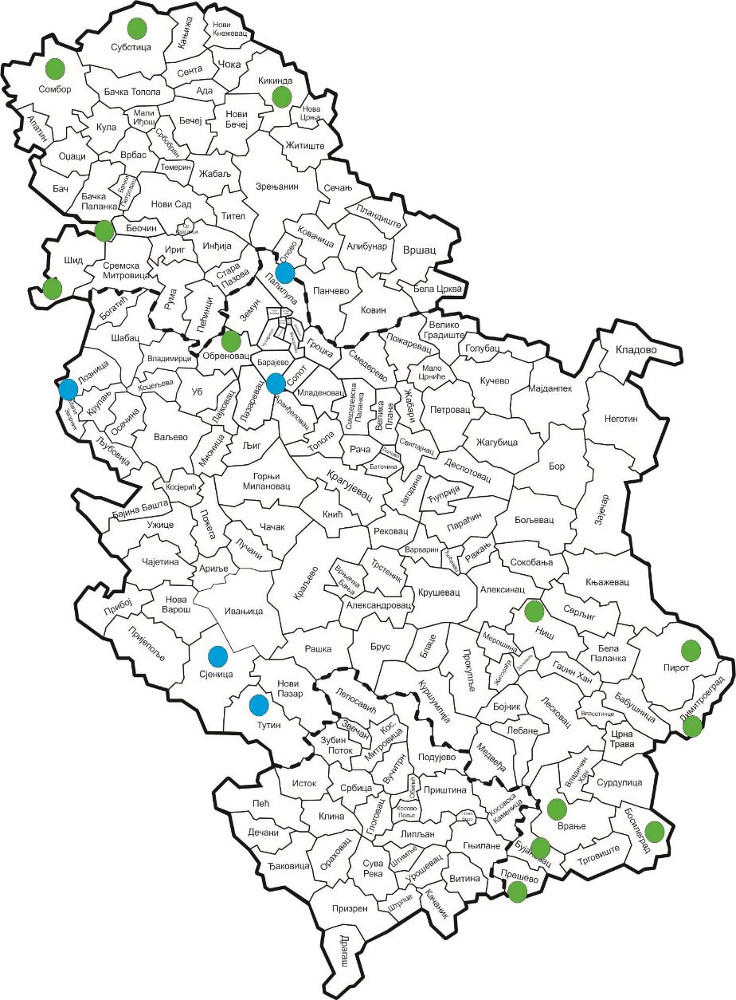 Суботица
Кањижа
Нови
Кнежевац
Сомбор
Сента
Чока
Бачка Топола
Ада
Кикинда
Апатин
Кула
Мали
Иђош
Бечеј
Нови
Бечеј
Нова
Црња
Оџаци
Врбас
Србобран
Житиште
Темерин
Жабаљ
Бач
Бачка
Паланка
Бачки
Петровац
Нови Сад
Зрењанин
Сечањ
Тител
Пландиште
Беочин
Ср.
Карловци
Ковачица
Алибунар
Вршац
Шид
Сремска
Митровица
Ириг
Инђија
Опово
Стара
Пазова
Палилула
Панчево
Бела Црква
Рума
Пећинци
Земун
Ковин
Богатић
Шабац
Обреновац
Гроцка
Смедерево
Пожаревац
Велико
Градиште
Голубац
Кладово
Лозница
Владимирци
Барајево
Сопот
Мало
Црниће
Кучево
Мајданпек
Мали
Зворник
Крупањ
Коцељева
Уб
Лајковац
Лазаревац
Младеновац
Аранђеловац
Смедеревска
Паланка
Велика
Плана
Жабари
Петровац
Неготин
Осечина
Ваљево
Мионица
Љиг
Топола
Рача
Лапово
Свилајнац
Жагубица
Бор
Љубовија
Баточина
Косјерић
Горњи
Милановац
Крагујевац
Јагодина
Деспотовац
Ћуприја
Зајечар
Бајина Башта
Ужице
Пожега
Чачак
Кнић
Рековац
Параћин
Бољевац
Чајетина
Ариље
Лучани
Варварин
Ћићевац
Ражањ
Сокобања
Прибој
Нова
Варош
Ивањица
Краљево
Врњачка
Бања
Трстеник
Крушевац
Алексинац
Књажевац
Александровац
Сврљиг
Пријепоље
Сјеница
Рашка
Брус
Блаце
Прокупље
Мерошина
Ниш
Бела
Паланка
Пирот
Житорађа
Дољевац
Гаџин Хан
Нови
Пазар
Тутин
Лепосавић
Куршумлија
Бојник
Лесковац
Власотинце
Бабушница
Димитровград
Звечан
Зубин
Поток
Кос.
Митровица
Лебане
Медвеђа
Црна
Трава
Подујево
Вучитрн
Владичин
Хан
Сурдулица
Исток
Србица
Обилић
Приштина
Пећ
Клина
Глоговац
Косово
Поље
Ново
Брдо
Косовска
Каменица
Врање
Босилеград
Дечани
Липљан
Гњилане
Бујановац
Трговиште
Ђаковица
Ораховац
Сува
Река
Штимље
Урошевац
Витина
Прешево
Призрен
Штрпце
Качаник
Драгаш